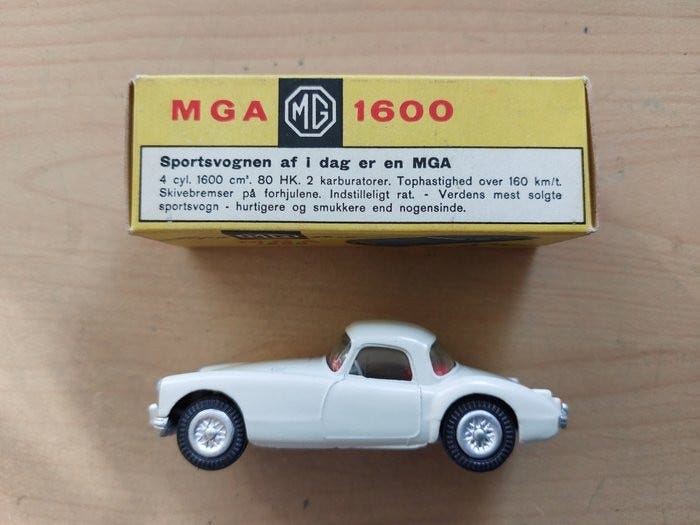 MGA MG 1600
Sportsvognen af i dag er en MGA
4 cyl. 1600 cm³. 80 HK. 2 karburatorer. Tophastighed over 160 km/t.
Skivebremser på forhjulene. Indstilleligt rat. - Verdens mest solgte
sportsvogn - hurtigere og smukkere end nogensinde.